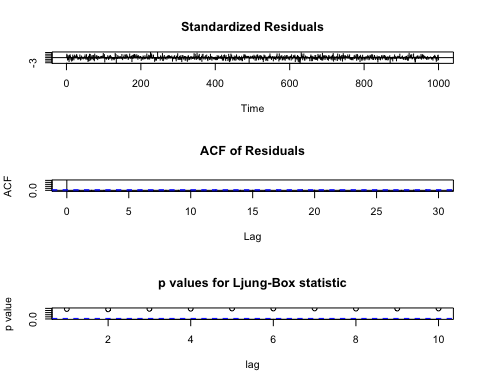 Standardized Residuals
-3
0 200 400 600 800 1000
Time
ACF of Residuals
ACF
0.0
0 5 10 15 20 25 30
Lag
p values for Ljung-Box statistic
p value
0.0
2 4 6 8 10
lag